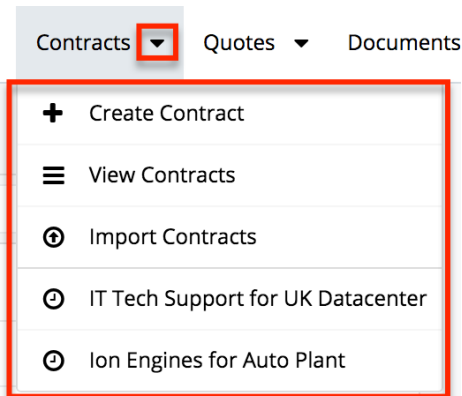 Contracts Quotes Documents
Create Contract
View Contracts
Import Contracts
IT Tech Support for UK Datacenter
Ion Engines for Auto Plant